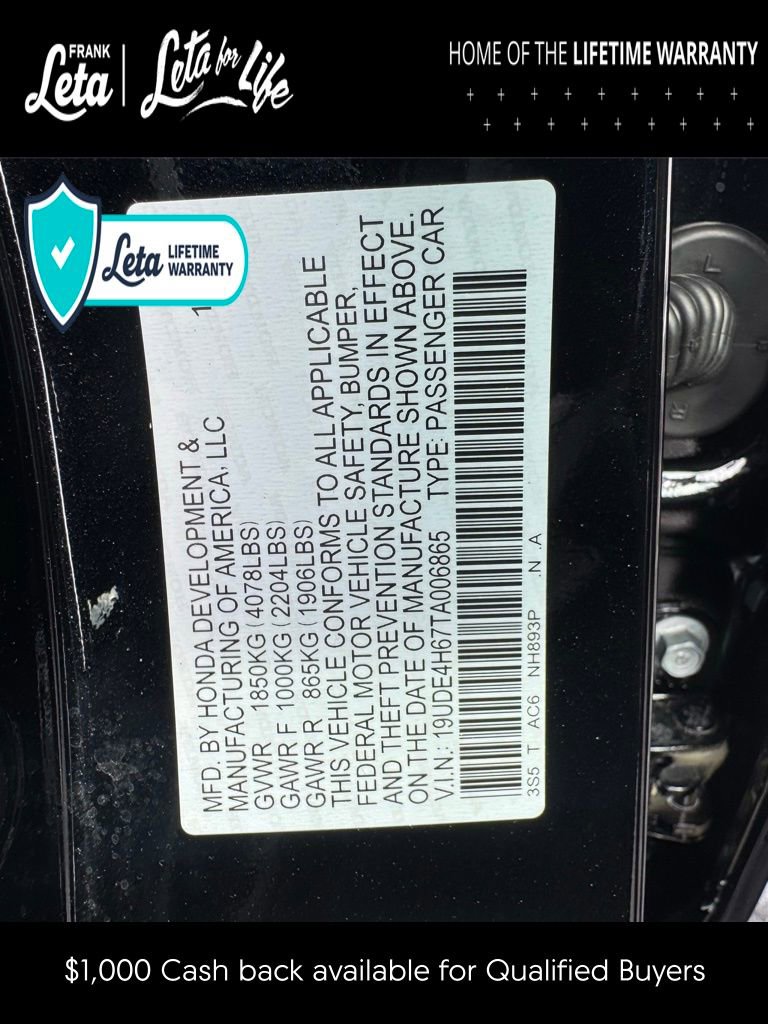 FRANK
Leta
Leta for Life
HOME OF THE LIFETIME WARRANTY
Leta
LIFETIME
WARRANTY
MFD. BY HONDA DEVELOPMENT &
MANUFACTURING OF AMERICA, LLC
GVWR 1850KG (4078LBS)
GAWR F 1000KG (2204LBS)
GAWR R 865KG (1906LBS)
THIS VEHICLE CONFORMS TO ALL APPLICABLE
FEDERAL MOTOR VEHICLE SAFETY, BUMPER,
AND THEFT PREVENTION STANDARDS IN EFFECT
ON THE DATE OF MANUFACTURE SHOWN ABOVE.
V.I.N.: 19UDE4H67TA006865 TYPE: PASSENGER CAR
3S5 T AC6 NH893P .N .A
$1,000 Cash back available for Qualified Buyers